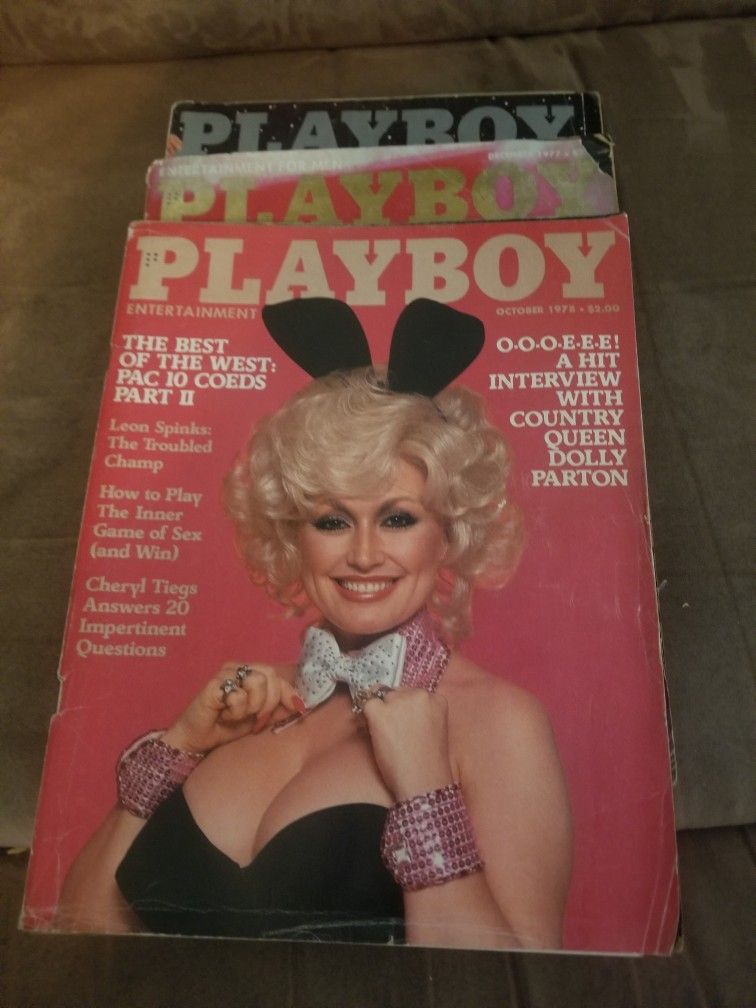 PLAYBOY
ENTERTAINMENT FOR MEN
DECEMBER 1977
PLAYBOY
PLAYBOY
ENTERTAINMENT
OCTOBER 1978 • $2.00
THE BEST
OF THE WEST:
PAC 10 COEDS
PART II
Leon Spinks:
The Troubled
Champ
How to Play
The Inner
Game of Sex
(and Win)
Cheryl Tiegs
Answers 20
Impertinent
Questions
O-O-O-E-E-E!
A HIT
INTERVIEW
WITH
COUNTRY
QUEEN
DOLLY
PARTON